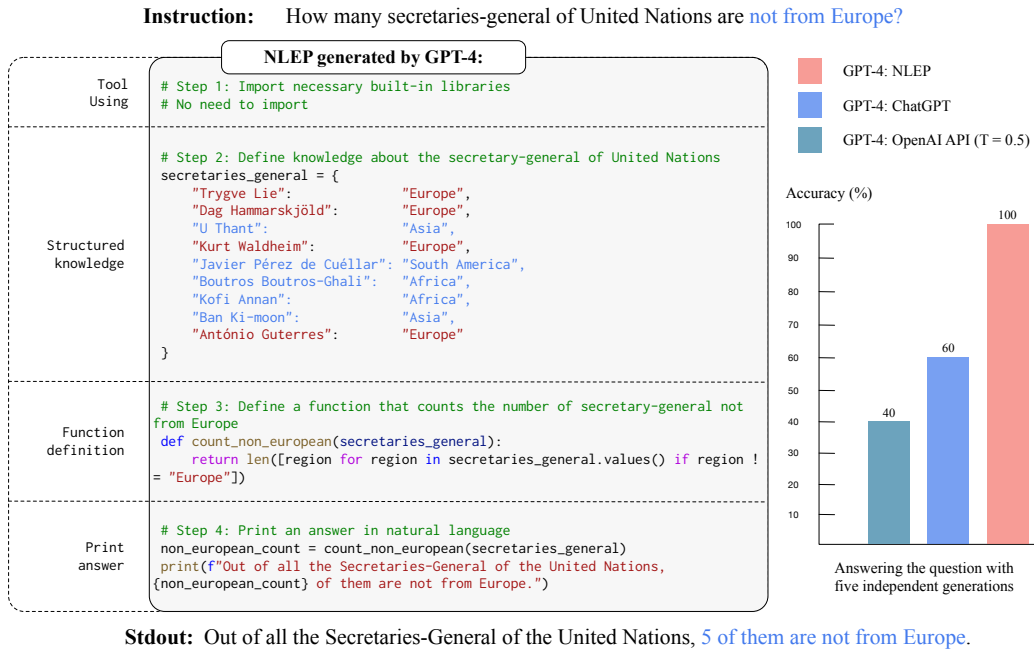 Instruction: How many secretaries-general of United Nations are not from Europe?
NLEP generated by GPT-4:
Tool
Using
# Step 1: Import necessary built-in libraries
# No need to import
Structured
knowledge
# Step 2: Define knowledge about the secretary-general of United Nations
secretaries_general = {
"Trygve Lie": "Europe",
"Dag Hammarskjöld": "Europe",
"U Thant": "Asia",
"Kurt Waldheim": "Europe",
"Javier Pérez de Cuéllar": "South America",
"Boutros Boutros-Ghali": "Africa",
"Kofi Annan": "Africa",
"Ban Ki-moon": "Asia",
"António Guterres": "Europe"
}
Function
definition
# Step 3: Define a function that counts the number of secretary-general not
from Europe
def count_non_european(secretaries_general):
return len([region for region in secretaries_general.values() if region !
= "Europe"])
Print
answer
# Step 4: Print an answer in natural language
non_european_count = count_non_european(secretaries_general)
print(f"Out of all the Secretaries-General of the United Nations,
{non_european_count} of them are not from Europe.")
GPT-4: NLEP
GPT-4: ChatGPT
GPT-4: OpenAI API (T = 0.5)
Accuracy (%)
100
90
80
70
60
50
40
30
20
10
40
60
100
Answering the question with
five independent generations
Stdout: Out of all the Secretaries-General of the United Nations, 5 of them are not from Europe.